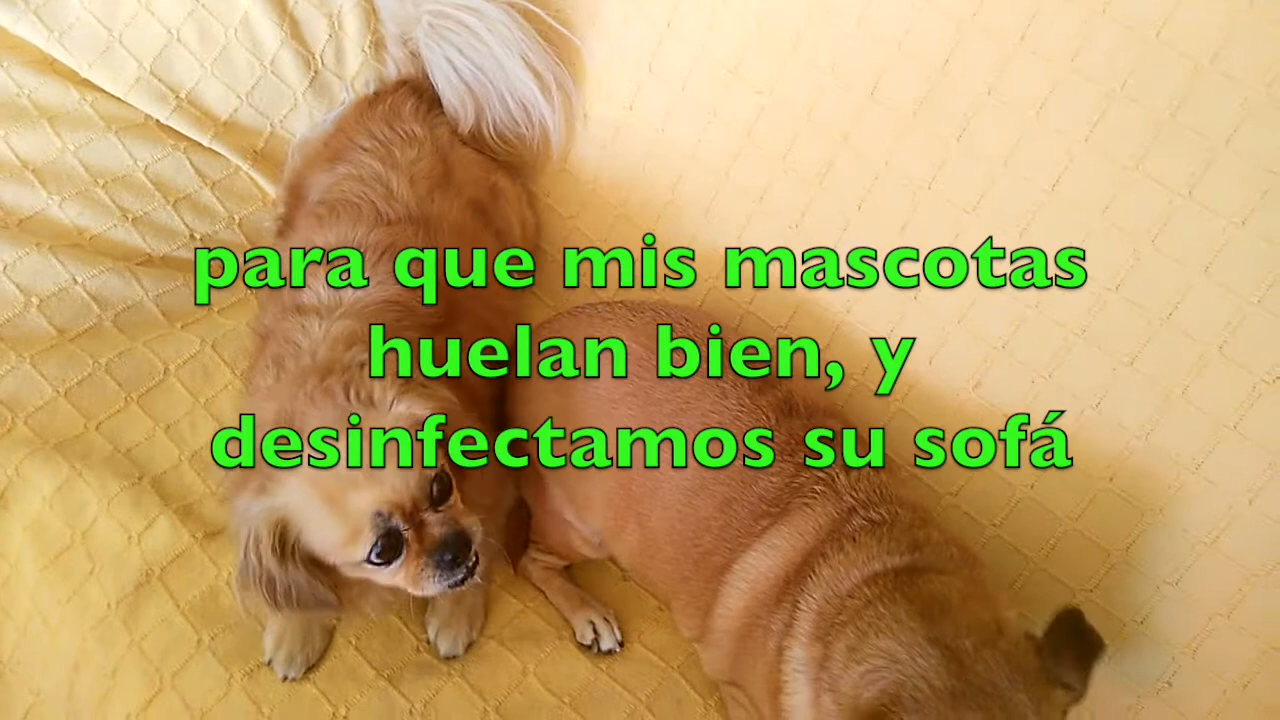 para que mis mascotas
huelan bien, y
desinfectamos su sofá